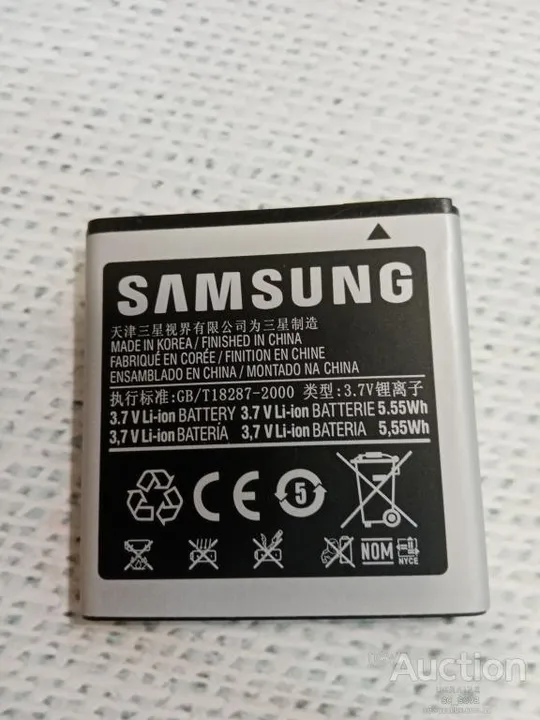 SAMSUNG
天津三星视界有限公司为三星制造
MADE IN KOREA / FINISHED IN CHINA
FABRIQUÉ EN CORÉE / FINITION EN CHINE
ENSAMBLADO EN CHINA / MONTADO NA CHINA
执行标准:GB/T18287-2000 类型:3.7V锂离子
3.7 V Li-ion BATTERY 3.7 V Li-ion BATTERIE 5.55Wh
3,7 V Li-ion BATERÍA 3,7 V Li-ion BATERIA 5,55Wh
CE 5
NOM NYCE
Auction